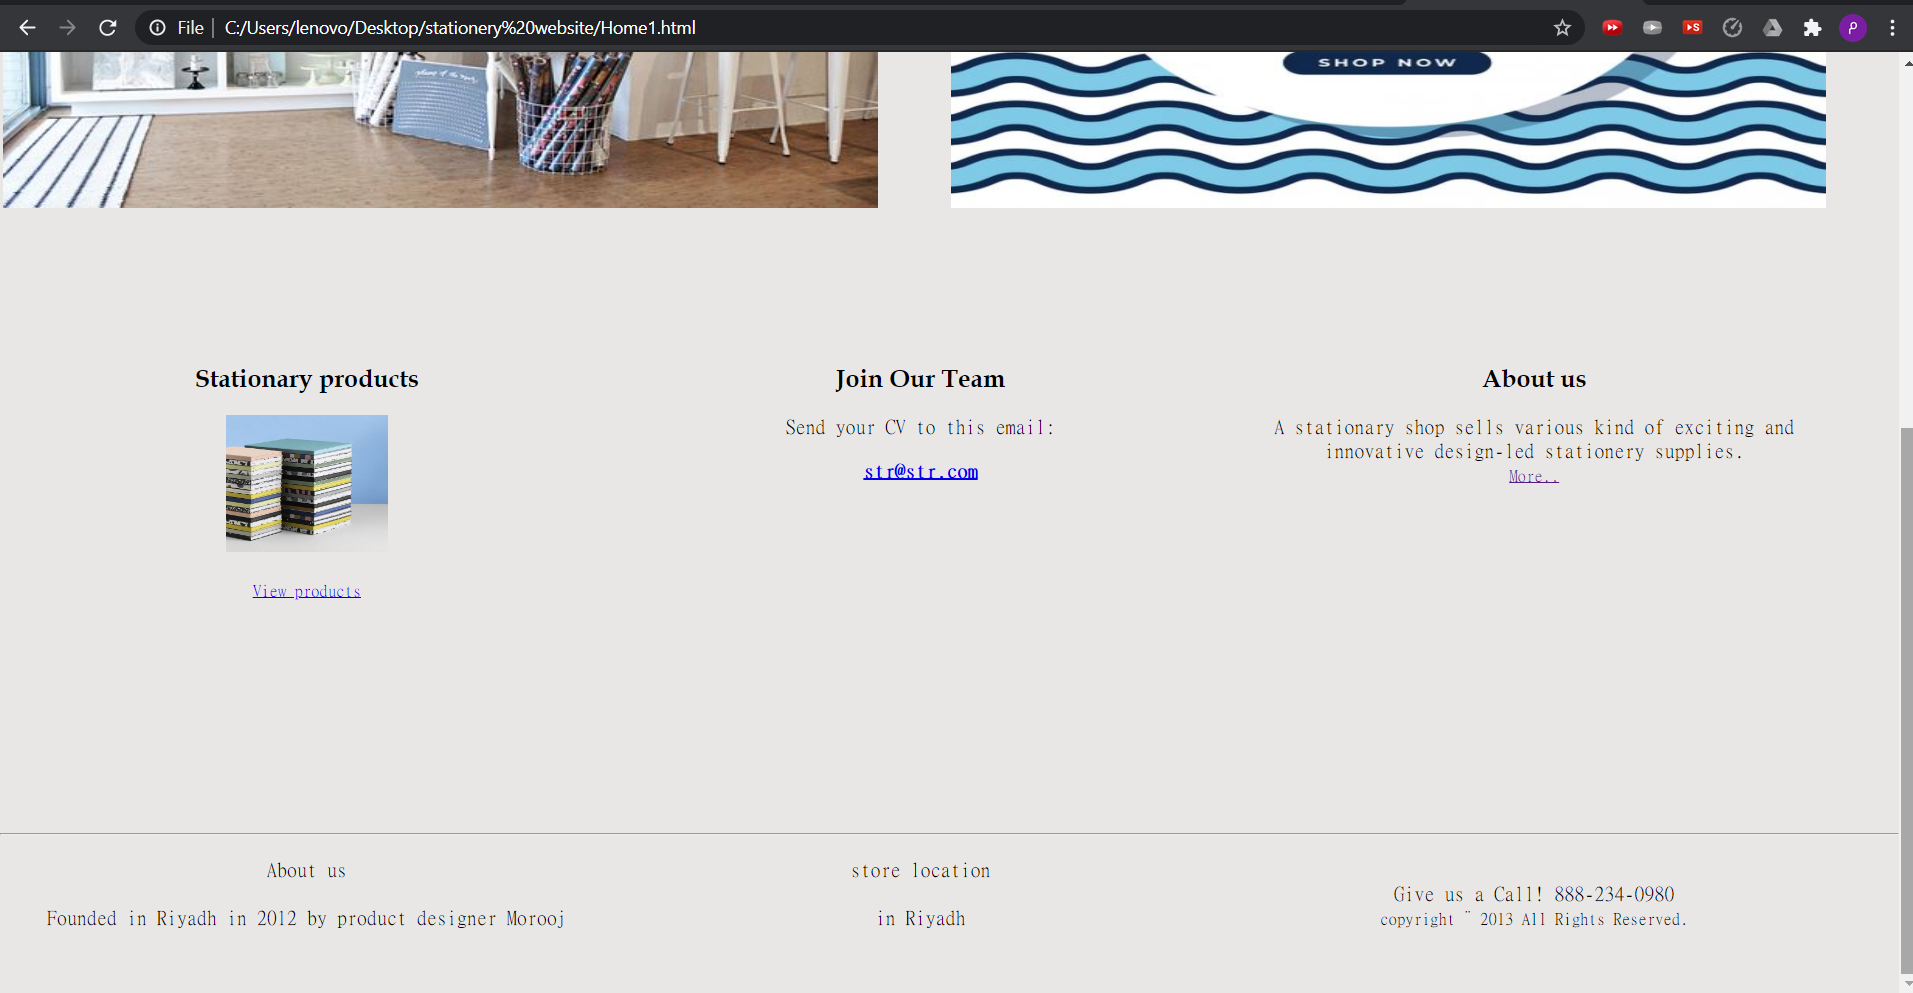 File
C:/Users/lenovo/Desktop/stationery%20website/Home1.html
SHOP NOW
Stationary products
View products
Join Our Team
Send your CV to this email:
str@str.com
About us
A stationary shop sells various kind of exciting and
innovative design-led stationery supplies.
More..
About us
Founded in Riyadh in 2012 by product designer Morooj
store location
in Riyadh
Give us a Call! 888-234-0980
copyright ¨ 2013 All Rights Reserved.